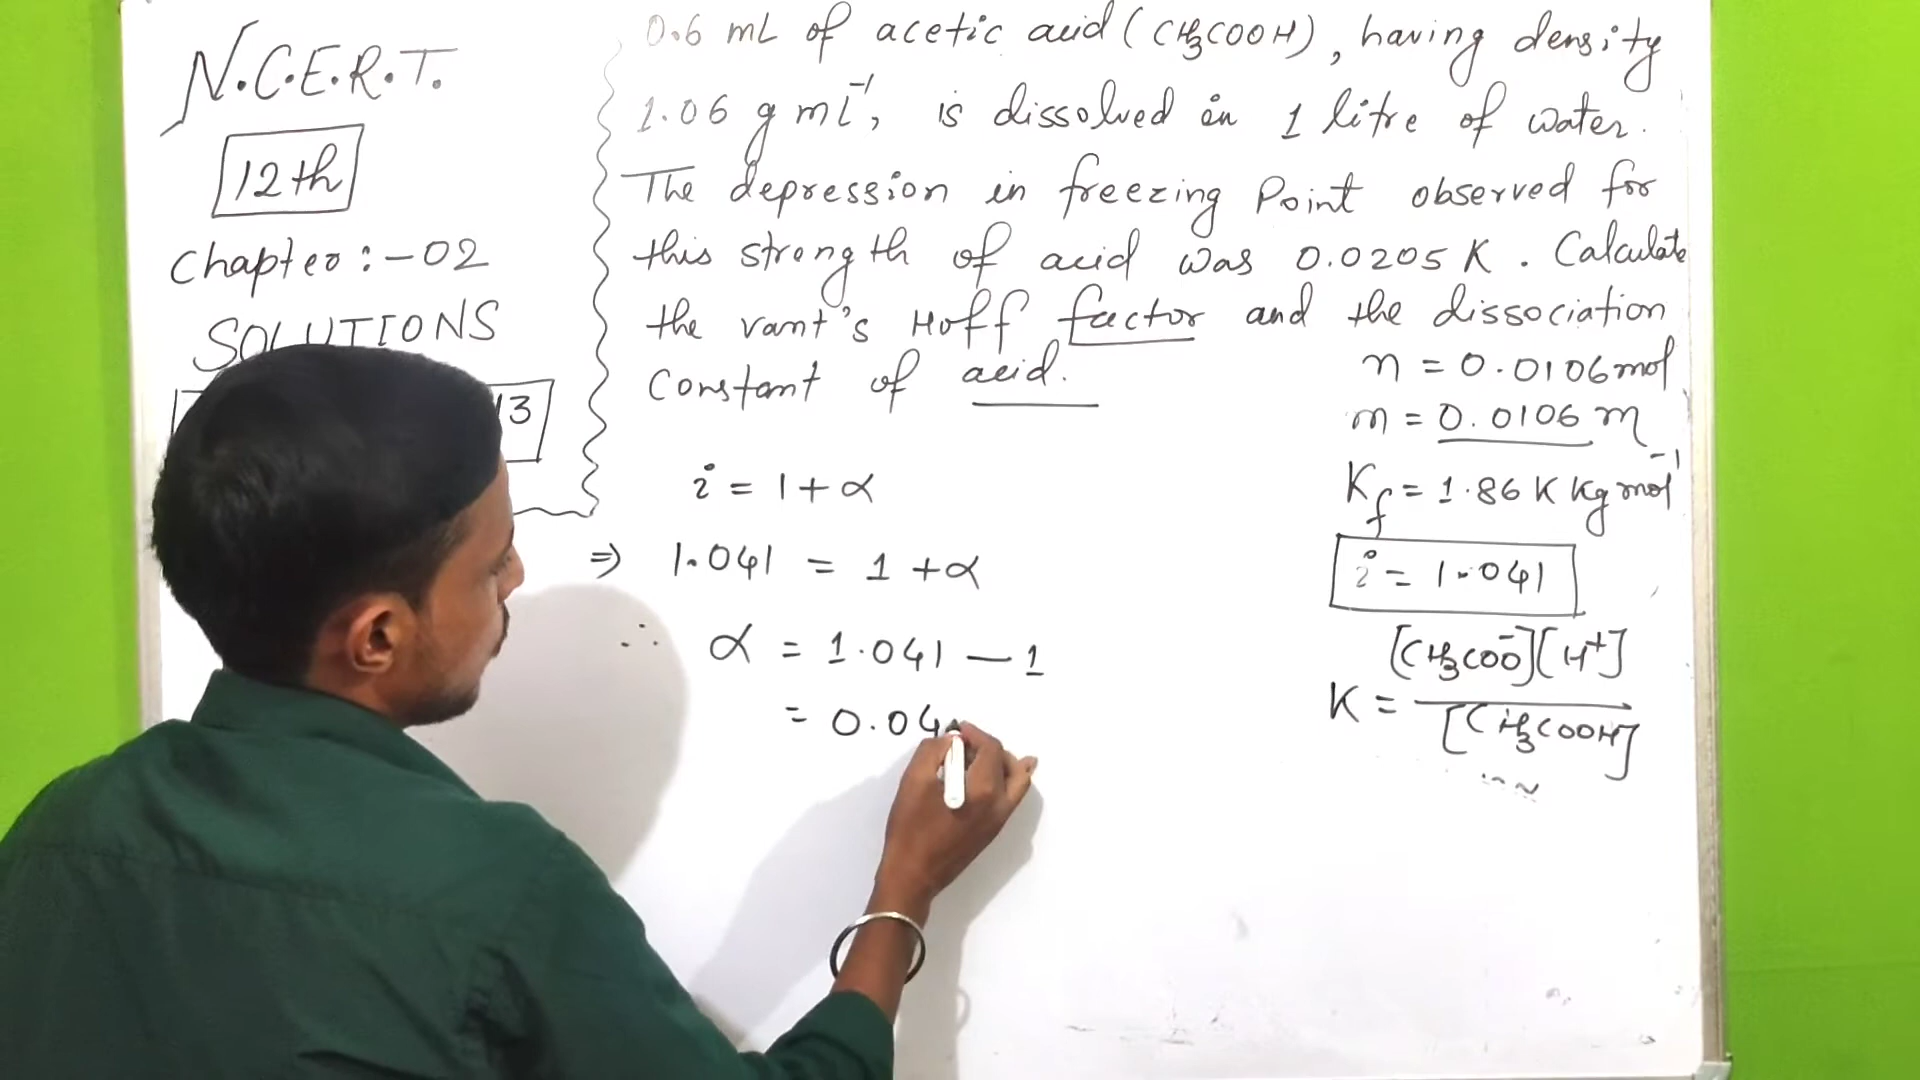 N.C.E.R.T.
12th
Chapter :- 02
SOLUTIONS
13
0.6 mL of acetic acid (CH₃COOH), having density
1.06 g mL⁻¹, is dissolved in 1 litre of water.
The depression in freezing Point observed for
this strength of acid was 0.0205 K. Calculate
the vant's Hoff factor and the dissociation
Constant of acid.
n = 0.0106 mol
m = 0.0106 m
K_f = 1.86 K Kg mol⁻¹
i = 1.041
K = [CH₃COO⁻][H⁺]
[CH₃COOH]
i = 1 + α
⇒ 1.041 = 1 + α
∴ α = 1.041 – 1
= 0.04